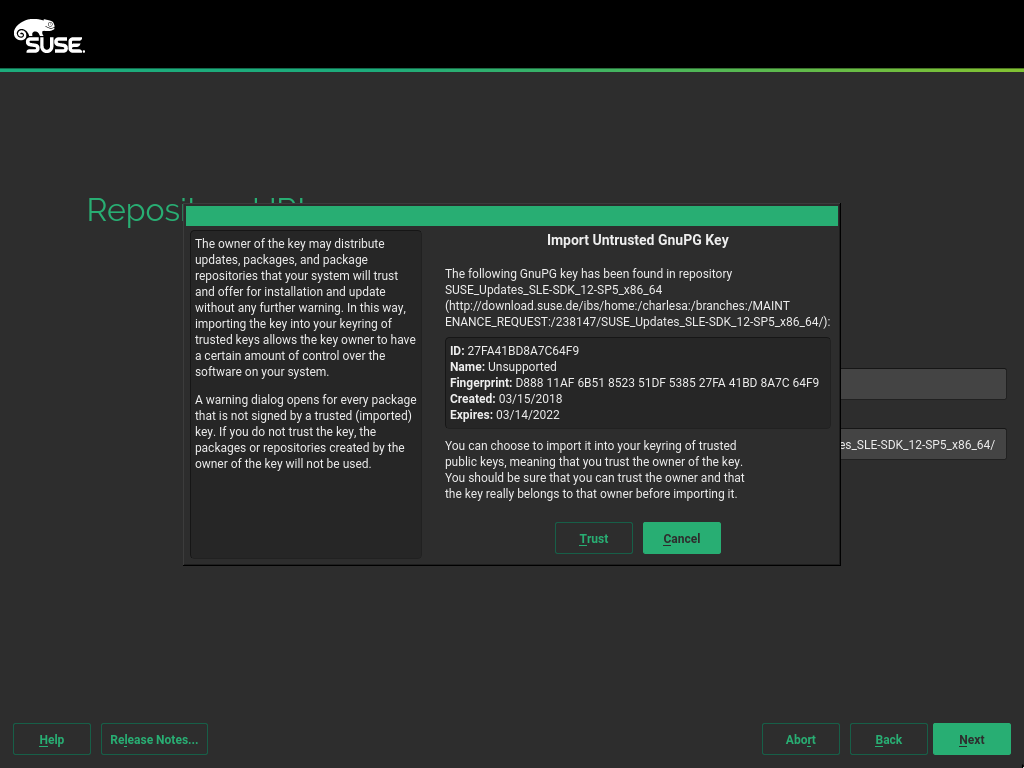 SUSE.
The owner of the key may distribute
updates, packages, and package
repositories that your system will trust
and offer for installation and update
without any further warning. In this way,
importing the key into your keyring of
trusted keys allows the key owner to have
a certain amount of control over the
software on your system.
A warning dialog opens for every package
that is not signed by a trusted (imported)
key. If you do not trust the key, the
packages or repositories created by the
owner of the key will not be used.
Import Untrusted GnuPG Key
The following GnuPG key has been found in repository
SUSE_Updates_SLE-SDK_12-SP5_x86_64
(http://download.suse.de/ibs/home:/charlesa:/branches:/MAINT
ENANCE_REQUEST:/238147/SUSE_Updates_SLE-SDK_12-SP5_x86_64/):
ID: 27FA41BD8A7C64F9
Name: Unsupported
Fingerprint: D888 11AF 6B51 8523 51DF 5385 27FA 41BD 8A7C 64F9
Created: 03/15/2018
Expires: 03/14/2022
You can choose to import it into your keyring of trusted
public keys, meaning that you trust the owner of the key.
You should be sure that you can trust the owner and that
the key really belongs to that owner before importing it.
Trust
Cancel
es_SLE-SDK_12-SP5_x86_64/
Help
Release Notes...
Abort
Back
Next